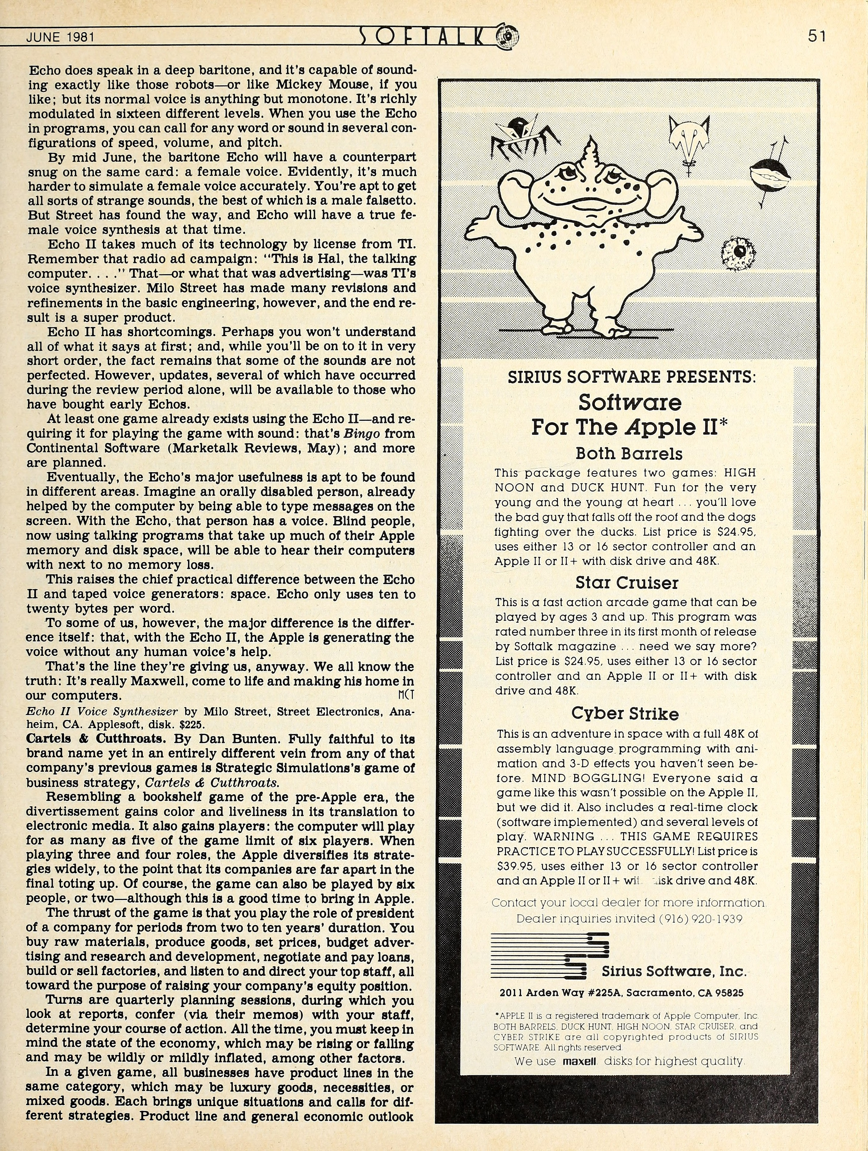 JUNE 1981
SOFTALK
51
Echo does speak in a deep baritone, and it's capable of sound-
ing exactly like those robots—or like Mickey Mouse, if you
like; but its normal voice is anything but monotone. It's richly
modulated in sixteen different levels. When you use the Echo
in programs, you can call for any word or sound in several con-
figurations of speed, volume, and pitch.
By mid June, the baritone Echo will have a counterpart
snug on the same card: a female voice. Evidently, it's much
harder to simulate a female voice accurately. You're apt to get
all sorts of strange sounds, the best of which is a male falsetto.
But Street has found the way, and Echo will have a true fe-
male voice synthesis at that time.
Echo II takes much of its technology by license from TI.
Remember that radio ad campaign: "This is Hal, the talking
computer. . . ." That—or what that was advertising—was TI's
voice synthesizer. Milo Street has made many revisions and
refinements in the basic engineering, however, and the end re-
sult is a super product.
Echo II has shortcomings. Perhaps you won't understand
all of what it says at first; and, while you'll be on to it in very
short order, the fact remains that some of the sounds are not
perfected. However, updates, several of which have occurred
during the review period alone, will be available to those who
have bought early Echos.
At least one game already exists using the Echo II—and re-
quiring it for playing the game with sound: that's Bingo from
Continental Software (Marketalk Reviews, May); and more
are planned.
Eventually, the Echo's major usefulness is apt to be found
in different areas. Imagine an orally disabled person, already
helped by the computer by being able to type messages on the
screen. With the Echo, that person has a voice. Blind people,
now using talking programs that take up much of their Apple
memory and disk space, will be able to hear their computers
with next to no memory loss.
This raises the chief practical difference between the Echo
II and taped voice generators: space. Echo only uses ten to
twenty bytes per word.
To some of us, however, the major difference is the differ-
ence itself: that, with the Echo II, the Apple is generating the
voice without any human voice's help.
That's the line they're giving us, anyway. We all know the
truth: It's really Maxwell, come to life and making his home in
our computers. MCT
Echo II Voice Synthesizer by Milo Street, Street Electronics, Ana-
heim, CA. Applesoft, disk. $225.
Cartels & Cutthroats. By Dan Bunten. Fully faithful to its
brand name yet in an entirely different vein from any of that
company's previous games is Strategic Simulations's game of
business strategy, Cartels & Cutthroats.
Resembling a bookshelf game of the pre-Apple era, the
divertissement gains color and liveliness in its translation to
electronic media. It also gains players: the computer will play
for as many as five of the game limit of six players. When
playing three and four roles, the Apple diversifies its strate-
gies widely, to the point that its companies are far apart in the
final toting up. Of course, the game can also be played by six
people, or two—although this is a good time to bring in Apple.
The thrust of the game is that you play the role of president
of a company for periods from two to ten years' duration. You
buy raw materials, produce goods, set prices, budget adver-
tising and research and development, negotiate and pay loans,
build or sell factories, and listen to and direct your top staff, all
toward the purpose of raising your company's equity position.
Turns are quarterly planning sessions, during which you
look at reports, confer (via their memos) with your staff,
determine your course of action. All the time, you must keep in
mind the state of the economy, which may be rising or falling
and may be wildly or mildly inflated, among other factors.
In a given game, all businesses have product lines in the
same category, which may be luxury goods, necessities, or
mixed goods. Each brings unique situations and calls for dif-
ferent strategies. Product line and general economic outlook
SIRIUS SOFTWARE PRESENTS:
Software
For The Apple II*
Both Barrels
This package features two games: HIGH
NOON and DUCK HUNT. Fun for the very
young and the young at heart ... you'll love
the bad guy that falls off the roof and the dogs
fighting over the ducks. List price is $24.95,
uses either 13 or 16 sector controller and an
Apple II or II+ with disk drive and 48K.
Star Cruiser
This is a fast action arcade game that can be
played by ages 3 and up. This program was
rated number three in its first month of release
by Softalk magazine ... need we say more?
List price is $24.95, uses either 13 or 16 sector
controller and an Apple II or II+ with disk
drive and 48K.
Cyber Strike
This is an adventure in space with a full 48K of
assembly language programming with ani-
mation and 3-D effects you haven't seen be-
fore. MIND BOGGLING! Everyone said a
game like this wasn't possible on the Apple II,
but we did it. Also includes a real-time clock
(software implemented) and several levels of
play. WARNING ... THIS GAME REQUIRES
PRACTICE TO PLAY SUCCESSFULLY! List price is
$39.95, uses either 13 or 16 sector controller
and an Apple II or II+ wi isk drive and 48K.
Contact your local dealer for more information.
Dealer inquiries invited (916) 920-1939
Sirius Software, Inc.
2011 Arden Way #225A, Sacramento, CA 95825
*APPLE II is a registered trademark of Apple Computer, Inc.
BOTH BARRELS, DUCK HUNT, HIGH NOON, STAR CRUISER, and
CYBER STRIKE are all copyrighted products of SIRIUS
SOFTWARE. All rights reserved
We use maxell disks for highest quality.